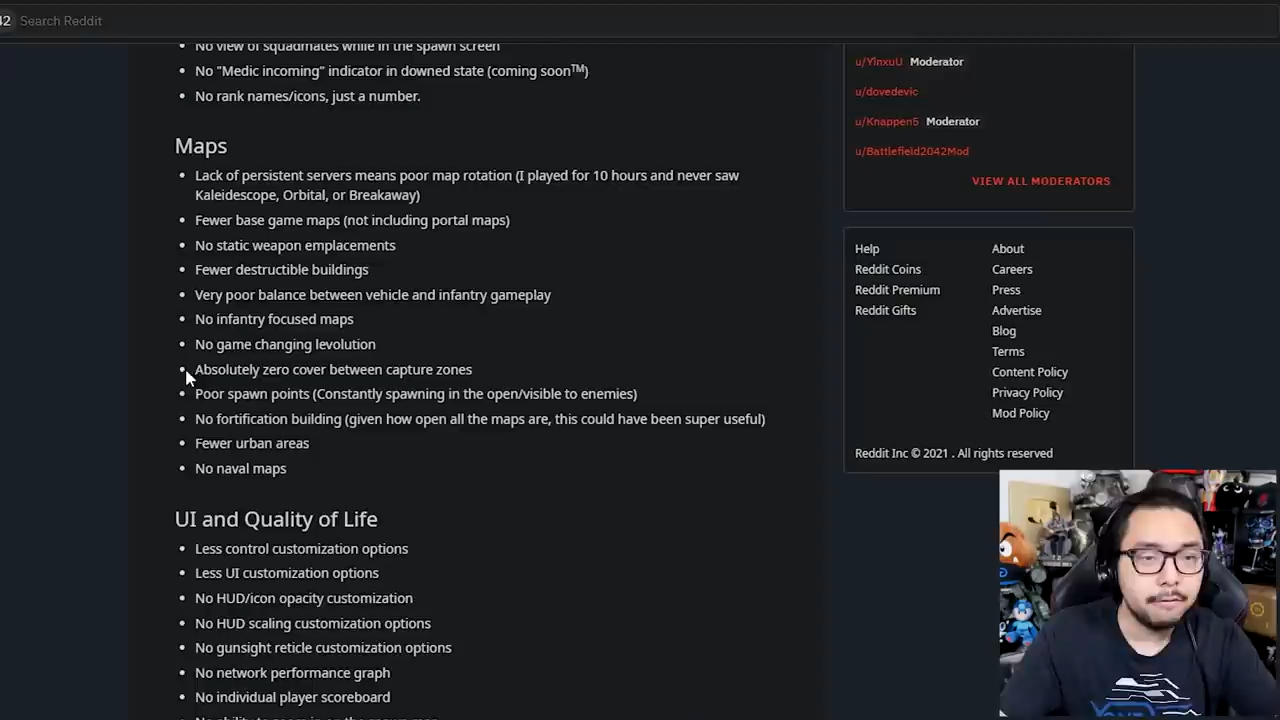 42 Search Reddit
No view of squadmates while in the spawn screen
No "Medic incoming" indicator in downed state (coming soon™)
No rank names/icons, just a number.
Maps
Lack of persistent servers means poor map rotation (I played for 10 hours and never saw
Kaleidescope, Orbital, or Breakaway)
Fewer base game maps (not including portal maps)
No static weapon emplacements
Fewer destructible buildings
Very poor balance between vehicle and infantry gameplay
No infantry focused maps
No game changing levolution
Absolutely zero cover between capture zones
Poor spawn points (Constantly spawning in the open/visible to enemies)
No fortification building (given how open all the maps are, this could have been super useful)
Fewer urban areas
No naval maps
UI and Quality of Life
Less control customization options
Less UI customization options
No HUD/icon opacity customization
No HUD scaling customization options
No gunsight reticle customization options
No network performance graph
No individual player scoreboard
u/YinxuU Moderator
u/dovedevic
u/Knappen5 Moderator
u/Battlefield2042Mod
VIEW ALL MODERATORS
Help About
Reddit Coins Careers
Reddit Premium Press
Reddit Gifts Advertise
Blog
Terms
Content Policy
Privacy Policy
Mod Policy
Reddit Inc © 2021 . All rights reserved